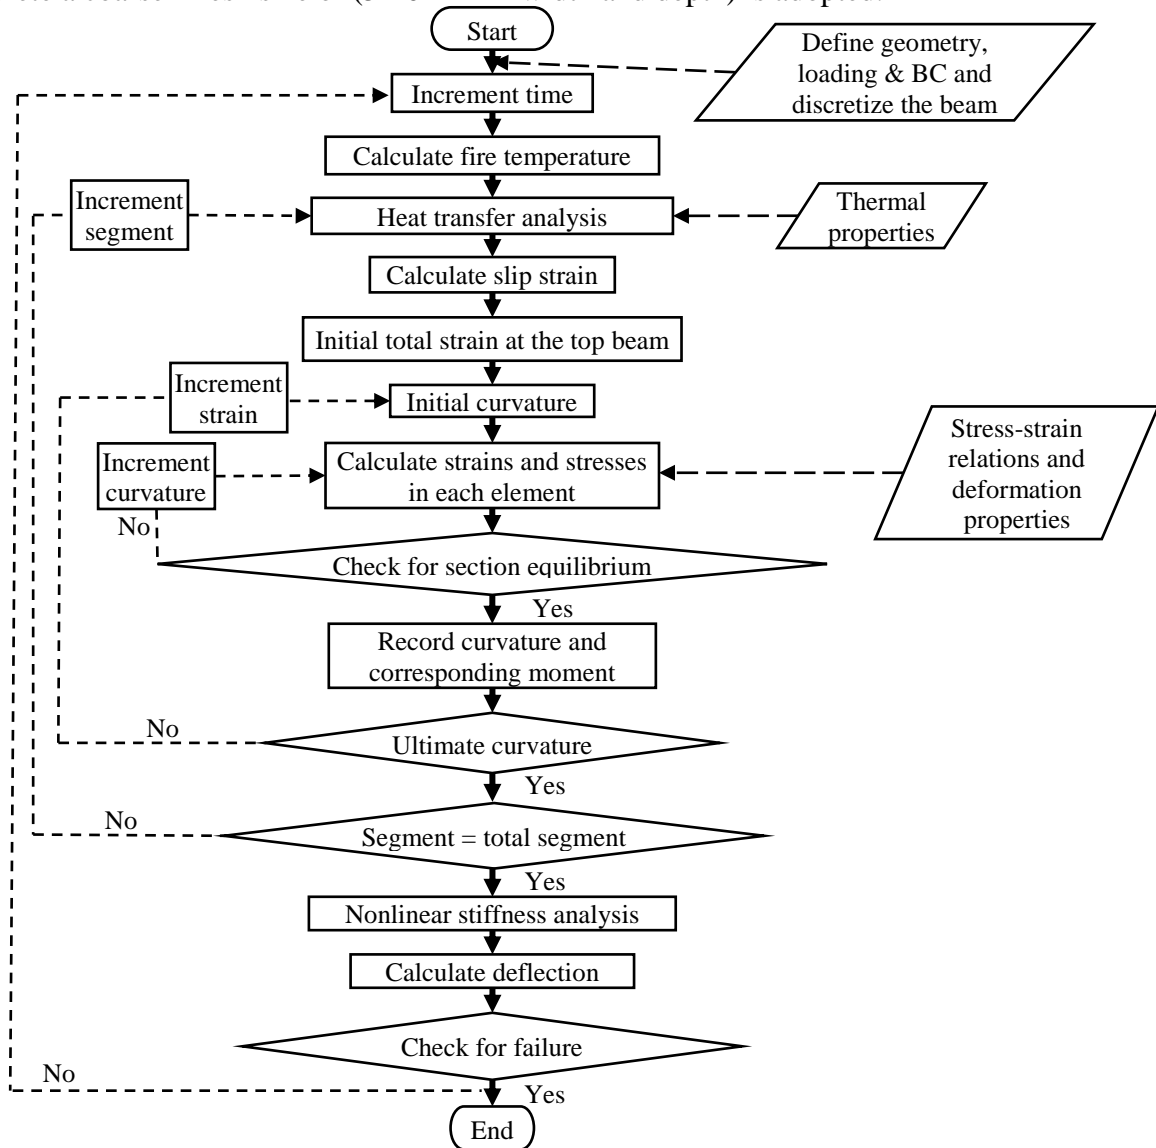 Start
Define geometry,
loading & BC and
discretize the beam
Increment time
Calculate fire temperature
Increment
segment
Heat transfer analysis
Thermal
properties
Calculate slip strain
Initial total strain at the top beam
Increment
strain
Initial curvature
Increment
curvature
Calculate strains and stresses
in each element
Stress-strain
relations and
deformation
properties
No
Check for section equilibrium
Yes
Record curvature and
corresponding moment
No
Ultimate curvature
Yes
No
Segment = total segment
Yes
Nonlinear stiffness analysis
Calculate deflection
Check for failure
No
Yes
End